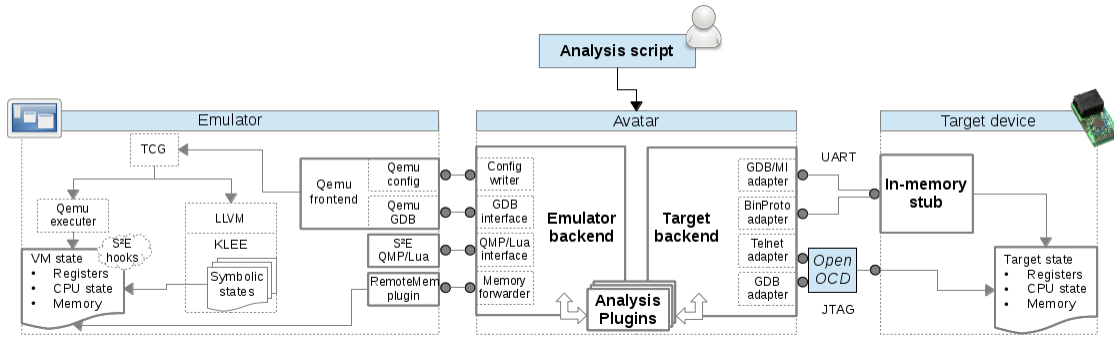 Analysis script
Emulator
Avatar
Target device
TCG
Qemu
executer
LLVM
KLEE
Symbolic
states
S²E
hooks
VM state
• Registers
• CPU state
• Memory
Qemu
frontend
Qemu
config
Qemu
GDB
S²E
QMP/Lua
RemoteMem
plugin
Config
writer
GDB
interface
QMP/Lua
interface
Memory
forwarder
Emulator
backend
Target
backend
Analysis
Plugins
GDB/MI
adapter
BinProto
adapter
Telnet
adapter
GDB
adapter
UART
Open
OCD
JTAG
In-memory
stub
Target state
• Registers
• CPU state
• Memory